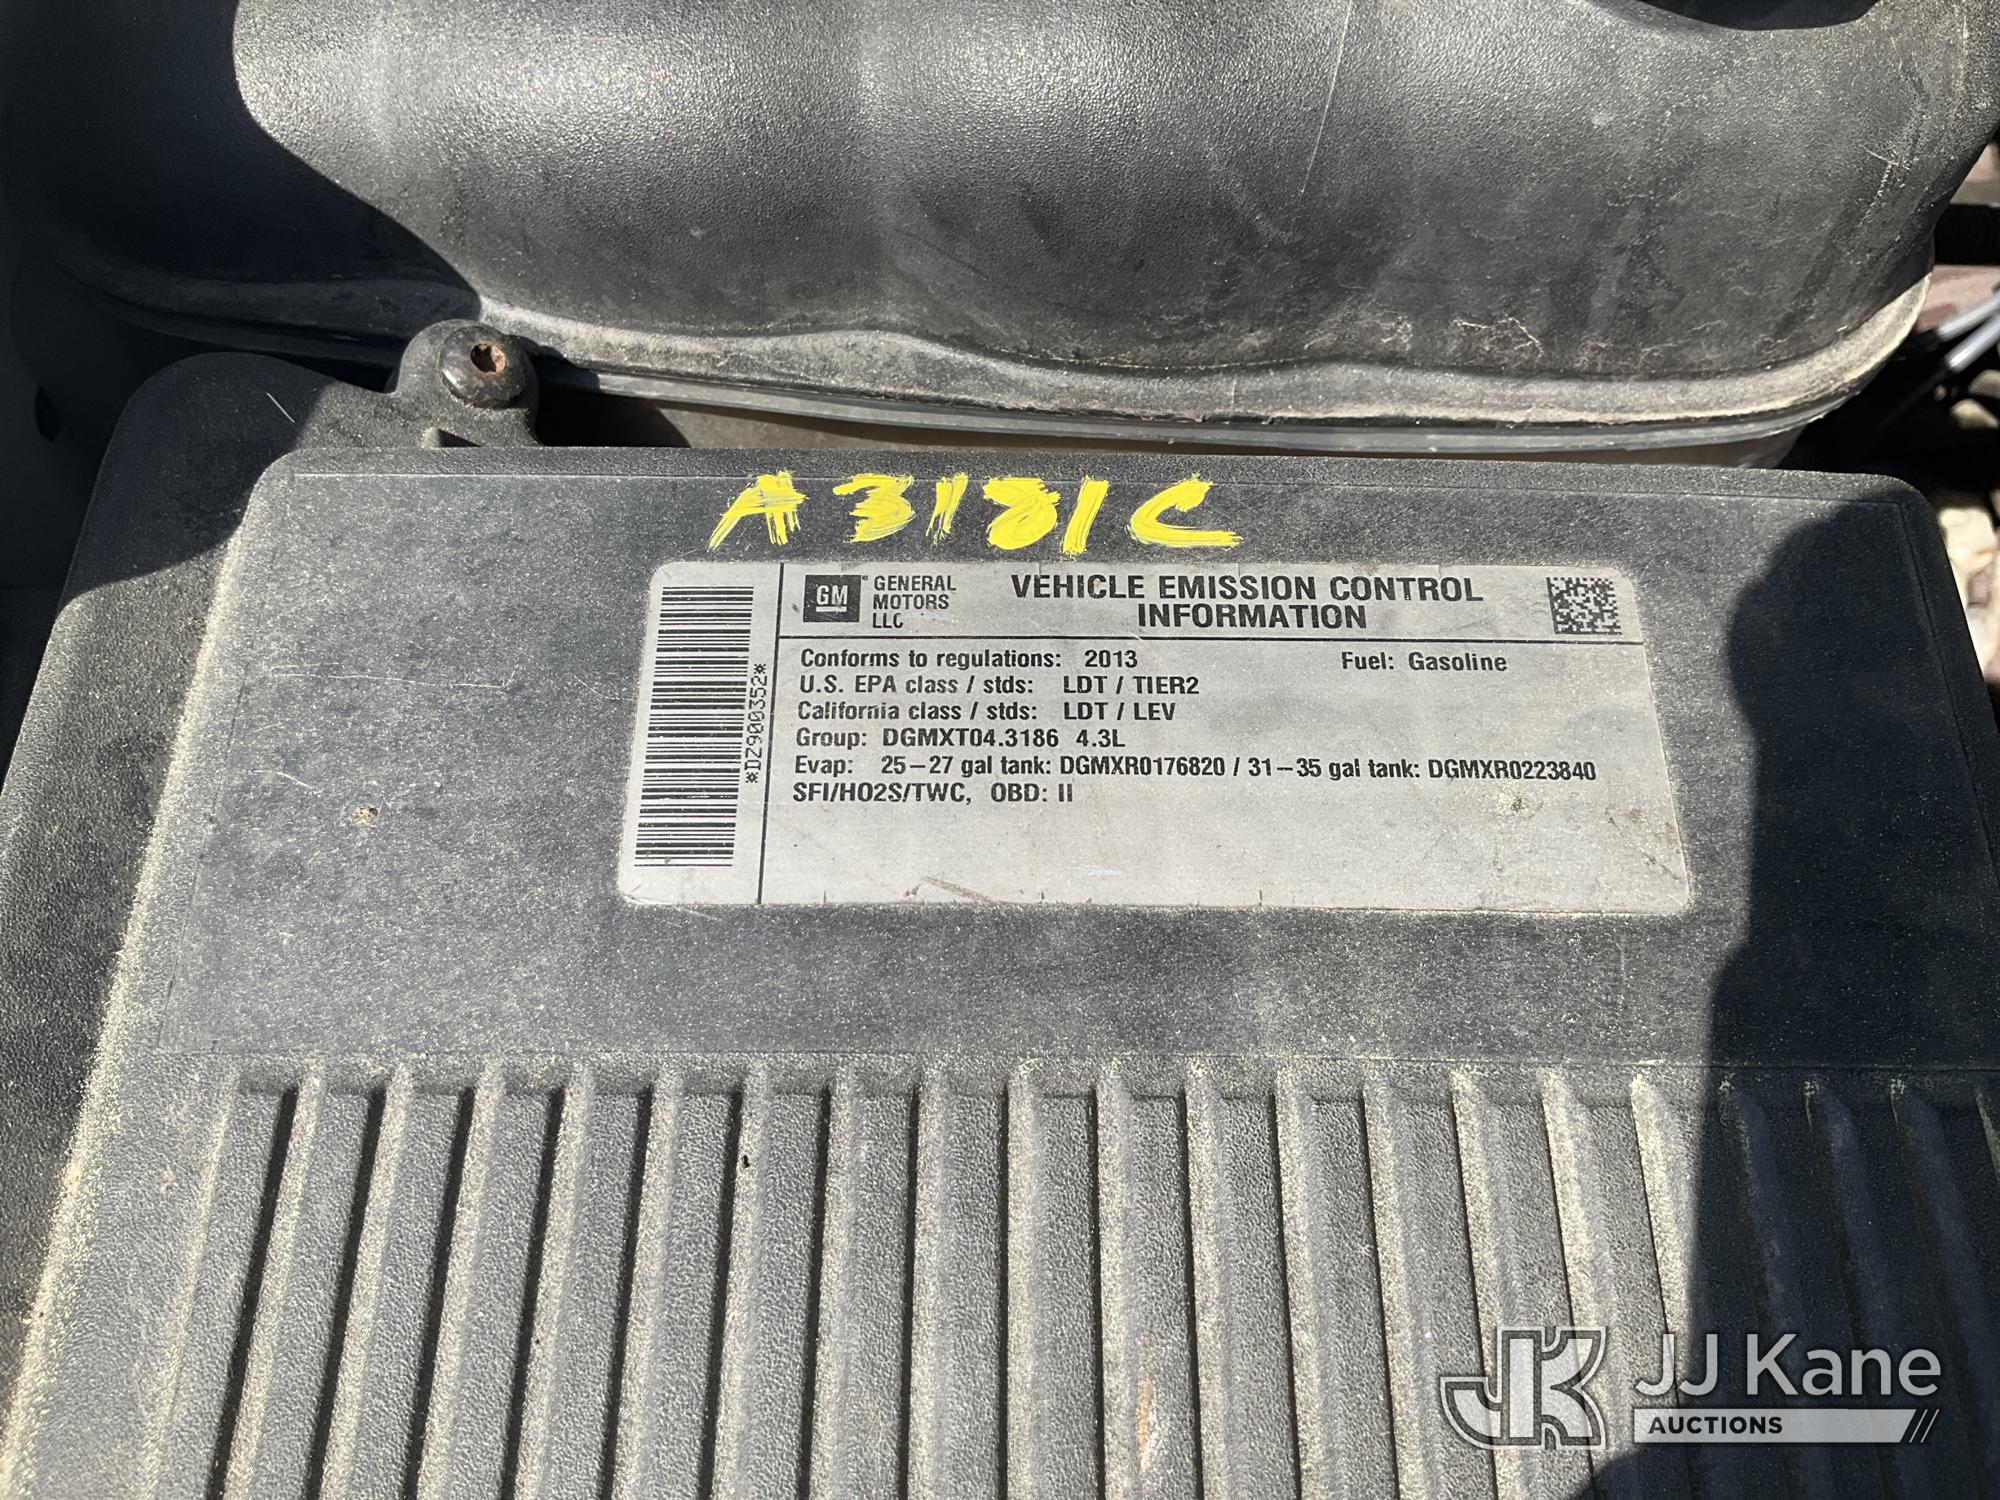 A3181C
GM GENERAL
MOTORS
LLC
VEHICLE EMISSION CONTROL
INFORMATION
Conforms to regulations: 2013 Fuel: Gasoline
U.S. EPA class / stds: LDT / TIER2
California class / stds: LDT / LEV
Group: DGMXT04.3186 4.3L
Evap: 25-27 gal tank: DGMXR0176820 / 31-35 gal tank: DGMXR0223840
SFI/HO2S/TWC, OBD: II
*DZ900352*
JK JJ Kane
AUCTIONS